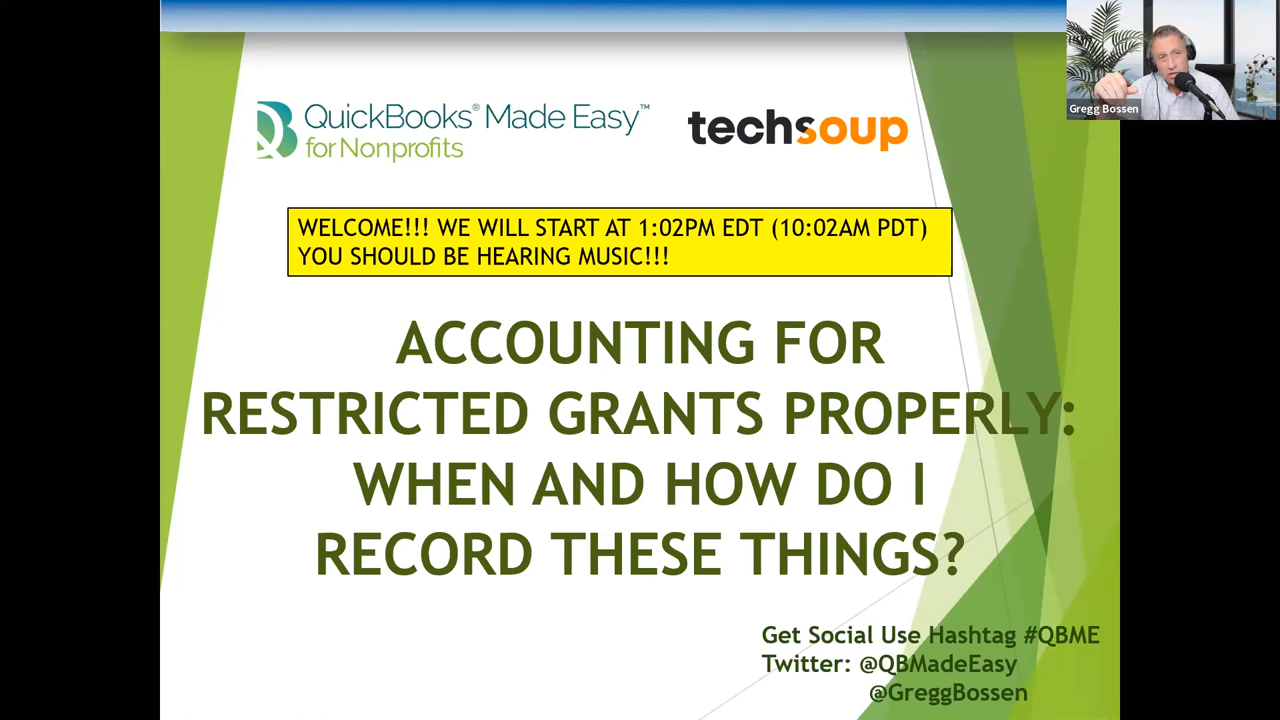 QuickBooks® Made Easy™
for Nonprofits
techsoup
Gregg Bossen
WELCOME!!! WE WILL START AT 1:02PM EDT (10:02AM PDT)
YOU SHOULD BE HEARING MUSIC!!!
ACCOUNTING FOR
RESTRICTED GRANTS PROPERLY:
WHEN AND HOW DO I
RECORD THESE THINGS?
Get Social Use Hashtag #QBME
Twitter: @QBMadeEasy
@GreggBossen